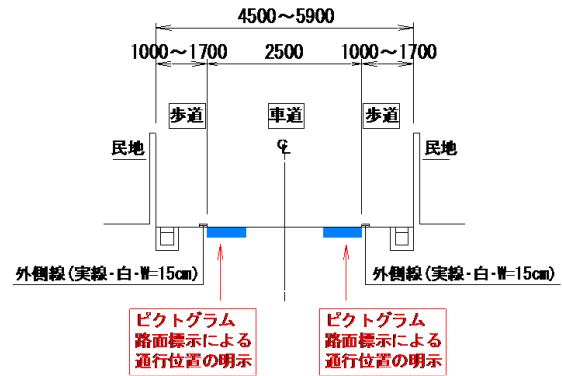 4500～5900
1000～1700
2500
1000～1700
歩道
車道
歩道
民地
CL
民地
外側線(実線・白・W=15cm)
外側線(実線・白・W=15cm)
ピクトグラム
路面標示による
通行位置の明示
ピクトグラム
路面標示による
通行位置の明示